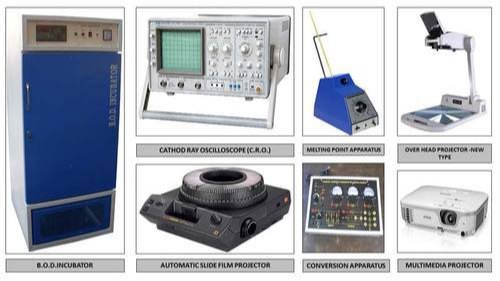 B.O.D. INCUBATOR
CATHOD RAY OSCILLOSCOPE (C.R.O.)
MELTING POINT APPARATUS
OVER HEAD PROJECTOR -NEW
TYPE
B.O.D.INCUBATOR
AUTOMATIC SLIDE FILM PROJECTOR
CONVERSION APPARATUS
MULTIMEDIA PROJECTOR